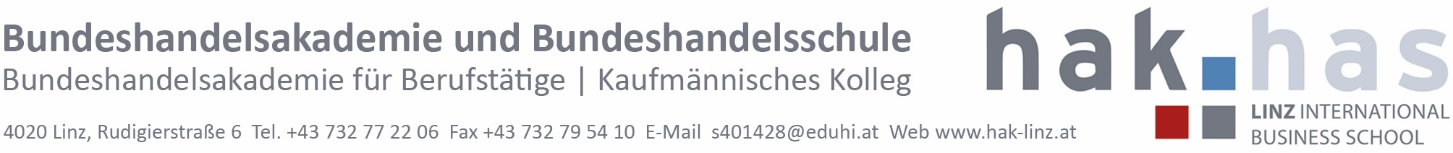 Bundeshandelsakademie und Bundeshandelsschule
Bundeshandelsakademie für Berufstätige | Kaufmännisches Kolleg
4020 Linz, Rudigierstraße 6 Tel. +43 732 77 22 06 Fax +43 732 79 54 10 E-Mail s401428@eduhi.at Web www.hak-linz.at
hak.has
LINZ INTERNATIONAL
BUSINESS SCHOOL